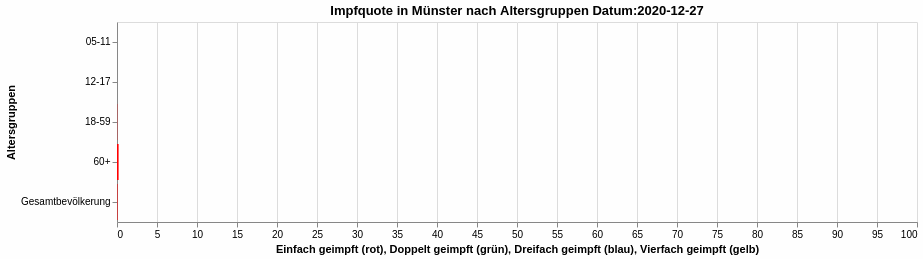 Impfquote in Münster nach Altersgruppen Datum:2020-12-27
Altersgruppen
05-11
12-17
18-59
60+
Gesamtbevölkerung
0 5 10 15 20 25 30 35 40 45 50 55 60 65 70 75 80 85 90 95 100
Einfach geimpft (rot), Doppelt geimpft (grün), Dreifach geimpft (blau), Vierfach geimpft (gelb)